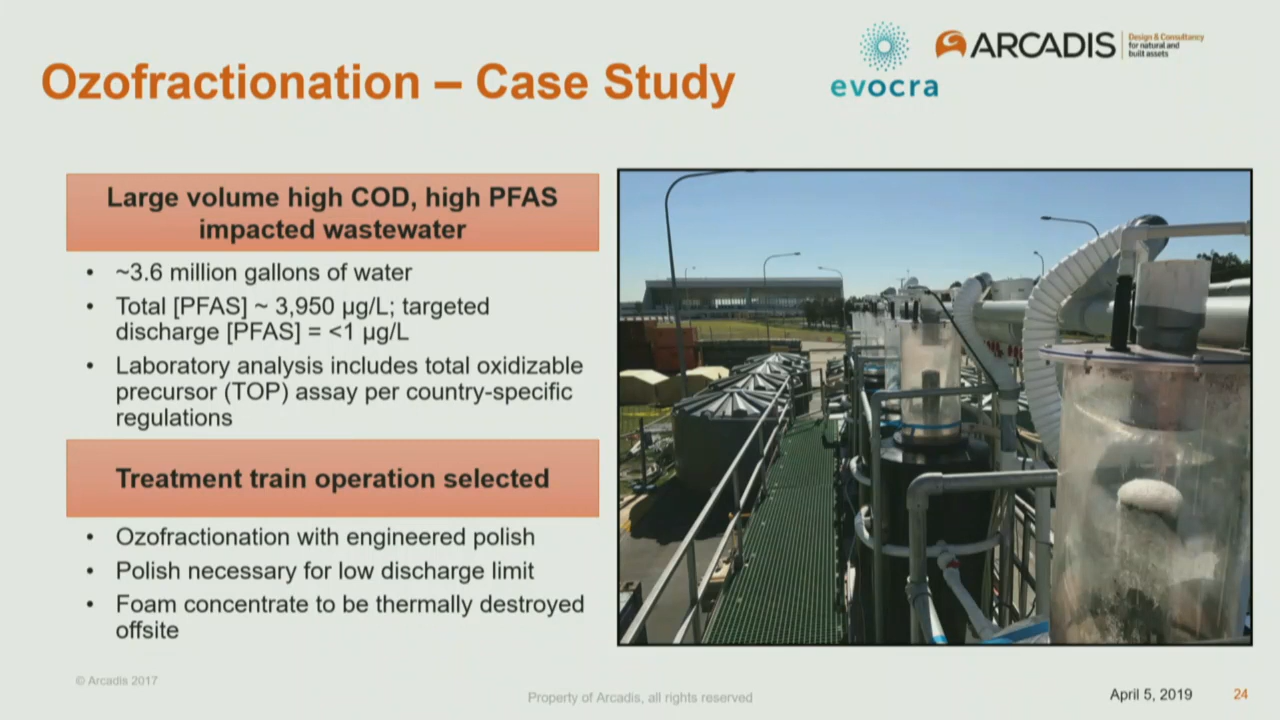 Ozofractionation – Case Study
evocra
ARCADIS
Design & Consultancy
for natural and
built assets
Large volume high COD, high PFAS
impacted wastewater
• ~3.6 million gallons of water
• Total [PFAS] ~ 3,950 µg/L; targeted
discharge [PFAS] = <1 µg/L
• Laboratory analysis includes total oxidizable
precursor (TOP) assay per country-specific
regulations
Treatment train operation selected
• Ozofractionation with engineered polish
• Polish necessary for low discharge limit
• Foam concentrate to be thermally destroyed
offsite
© Arcadis 2017
Property of Arcadis, all rights reserved
April 5, 2019
24